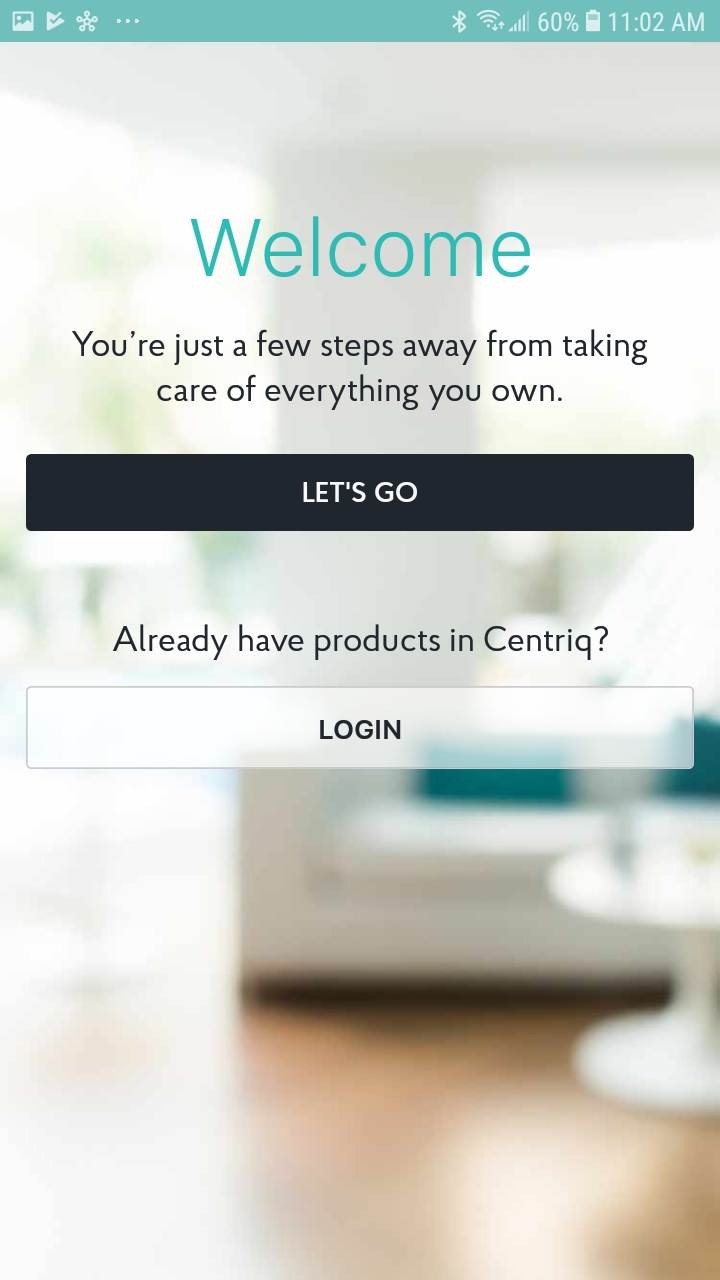 60% 11:02 AM
Welcome
You’re just a few steps away from taking
care of everything you own.
LET'S GO
Already have products in Centriq?
LOGIN